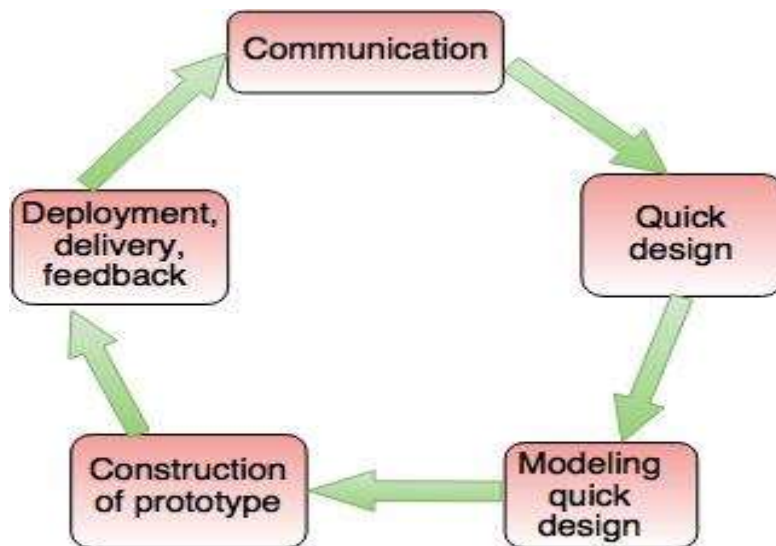 Communication
Quick
design
Modeling
quick
design
Construction
of prototype
Deployment,
delivery,
feedback